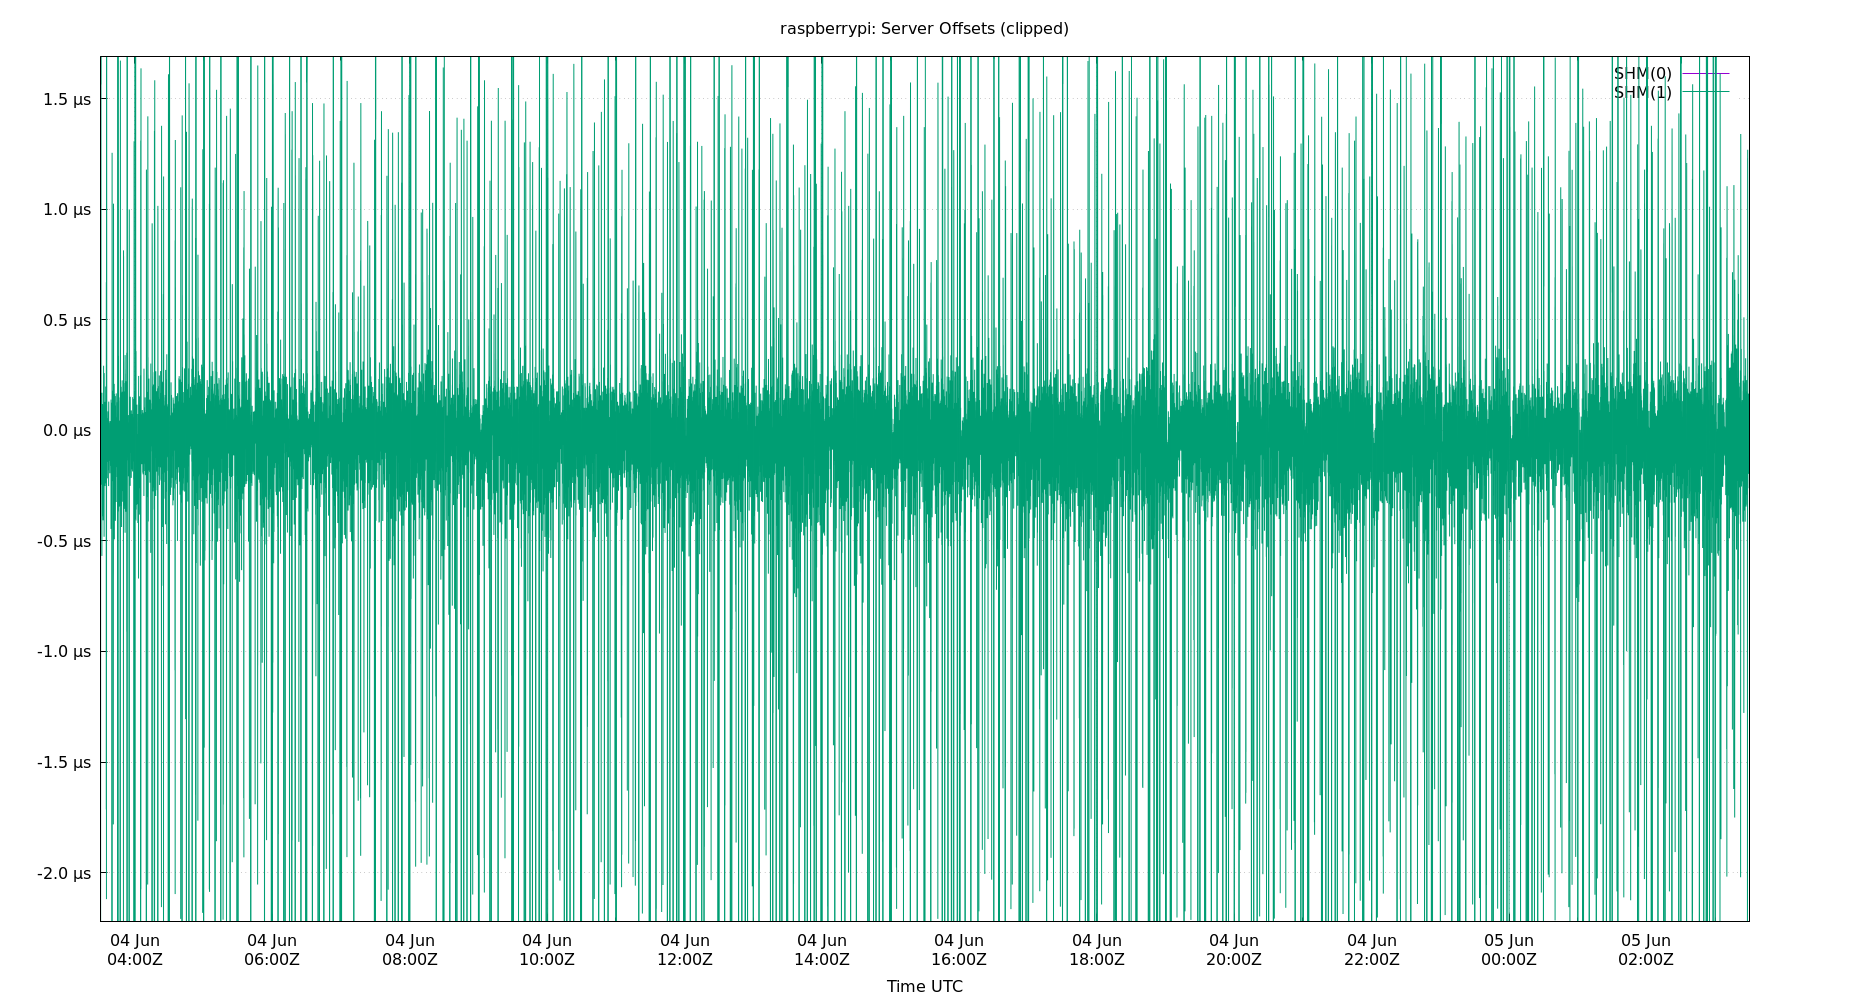 raspberrypi: Server Offsets (clipped)
SHM(0)
SHM(1)
1.5 µs
1.0 µs
0.5 µs
0.0 µs
-0.5 µs
-1.0 µs
-1.5 µs
-2.0 µs
04 Jun 04 Jun 04 Jun 04 Jun 04 Jun 04 Jun 04 Jun 04 Jun 04 Jun 04 Jun 05 Jun 05 Jun
04:00Z 06:00Z 08:00Z 10:00Z 12:00Z 14:00Z 16:00Z 18:00Z 20:00Z 22:00Z 00:00Z 02:00Z
Time UTC